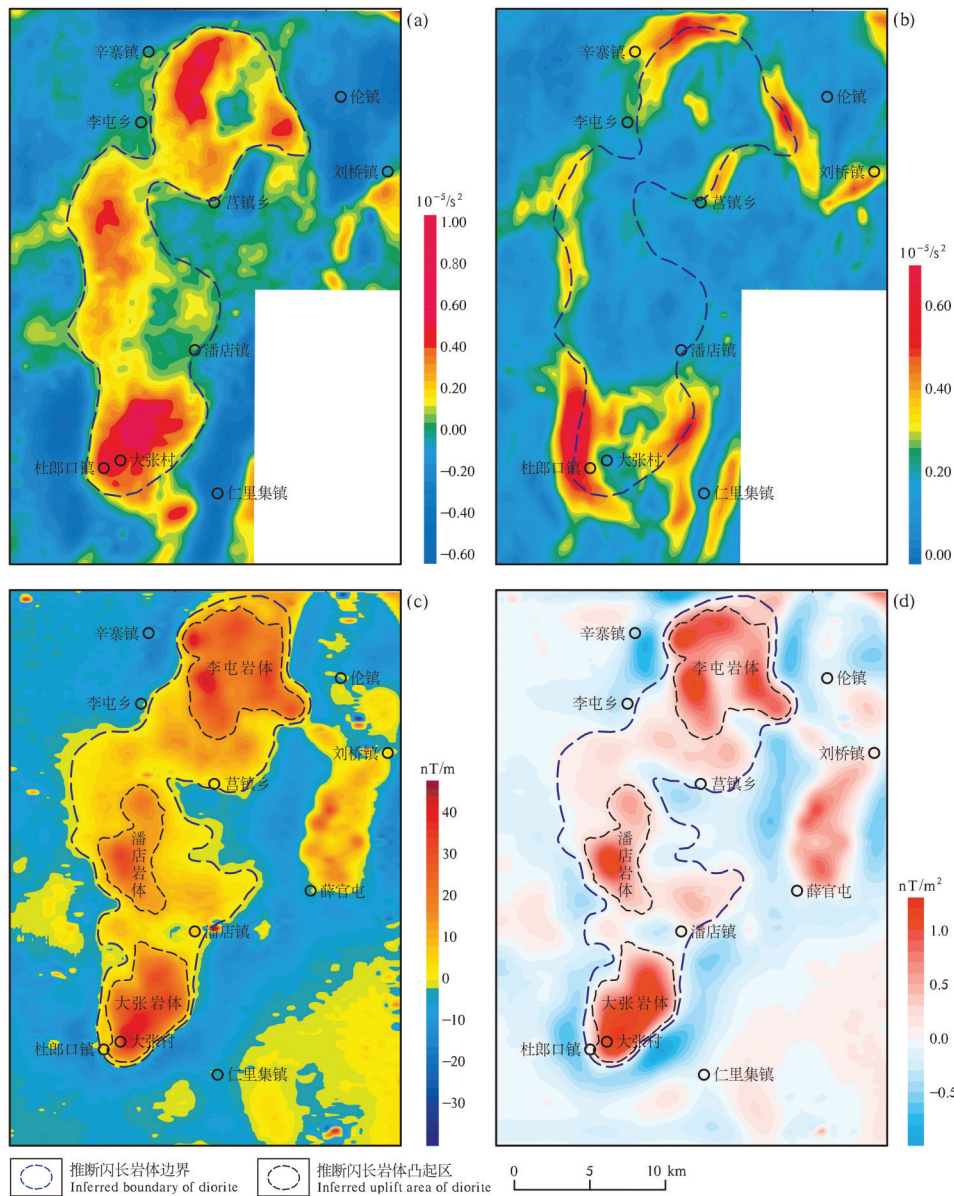 (a)
辛寨镇
伦镇
李屯乡
刘桥镇
莒镇乡
潘店镇
大张村
杜郎口镇
仁里集镇
10⁻⁵/s²
1.00
0.80
0.60
0.40
0.20
0.00
−0.20
−0.40
−0.60
(b)
辛寨镇
伦镇
李屯乡
刘桥镇
莒镇乡
潘店镇
大张村
杜郎口镇
仁里集镇
10⁻⁵/s²
0.60
0.40
0.20
0.00
(c)
辛寨镇
李屯岩体
伦镇
李屯乡
刘桥镇
莒镇乡
潘店岩体
薛官屯
潘店镇
大张岩体
大张村
杜郎口镇
仁里集镇
nT/m
40
30
20
10
0
−10
−20
−30
(d)
辛寨镇
李屯岩体
伦镇
李屯乡
刘桥镇
莒镇乡
潘店岩体
薛官屯
潘店镇
大张岩体
大张村
杜郎口镇
仁里集镇
nT/m²
1.0
0.5
0.0
−0.5
推断闪长岩体边界
Inferred boundary of diorite
推断闪长岩体凸起区
Inferred uplift area of diorite
0 5 10 km